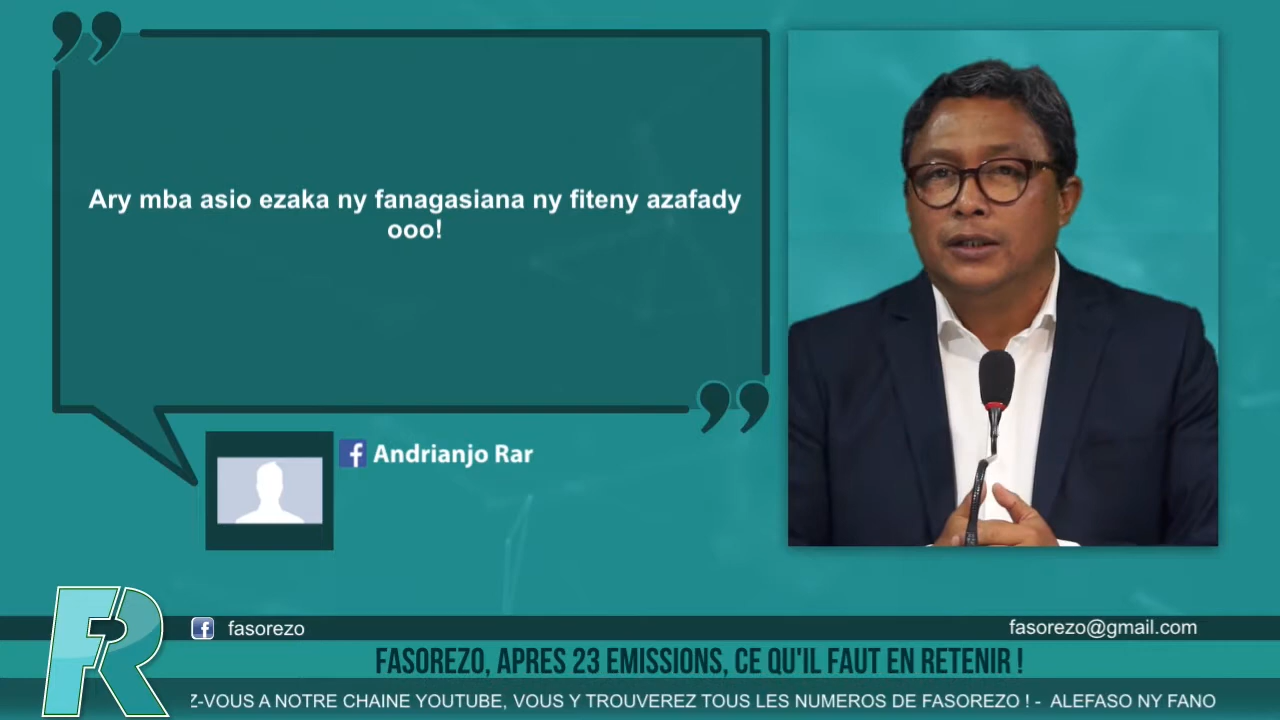 Ary mba asio ezaka ny fanagasiana ny fiteny azafady
ooo!
Andrianjo Rar
FR
fasorezo
fasorezo@gmail.com
FASOREZO, APRES 23 EMISSIONS, CE QU'IL FAUT EN RETENIR !
Z-VOUS A NOTRE CHAINE YOUTUBE, VOUS Y TROUVEREZ TOUS LES NUMEROS DE FASOREZO ! - ALEFASO NY FANO